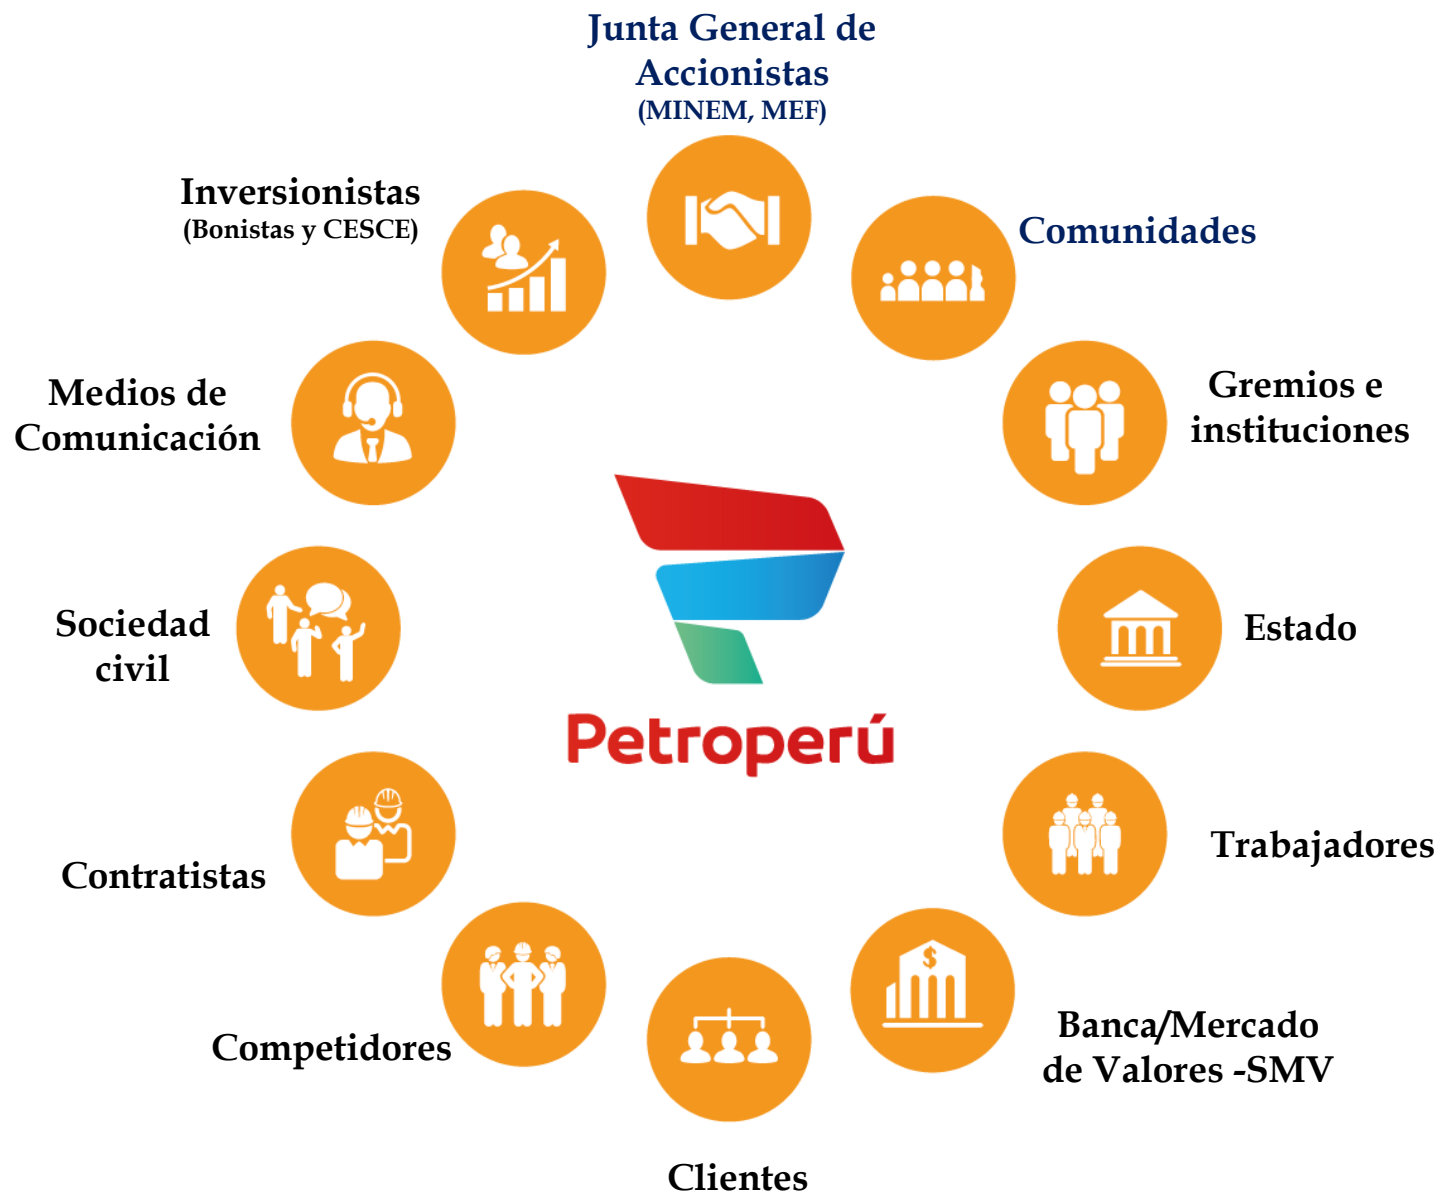 Junta General de
Accionistas
(MINEM, MEF)
Inversionistas
(Bonistas y CESCE)
Comunidades
Medios de
Comunicación
Gremios e
instituciones
Sociedad
civil
Estado
Petroperú
Contratistas
Trabajadores
Competidores
$
Banca/Mercado
de Valores -SMV
Clientes